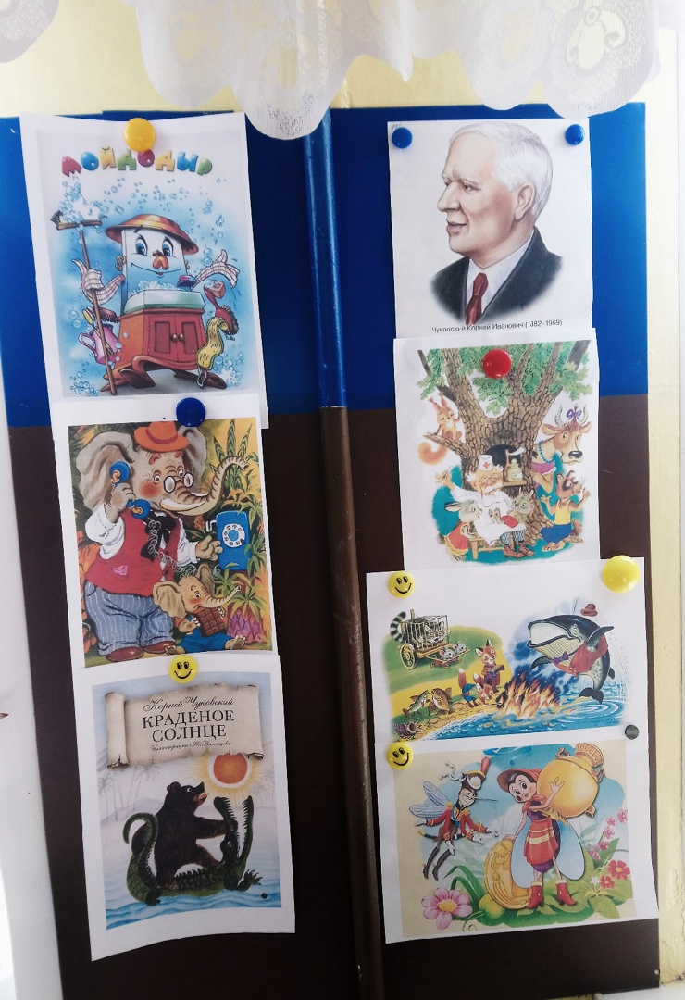 МОЙДОДЫР
Чуковский Корней Иванович (1882–1969)
Корней Чуковский
КРАДЕНОЕ
СОЛНЦЕ